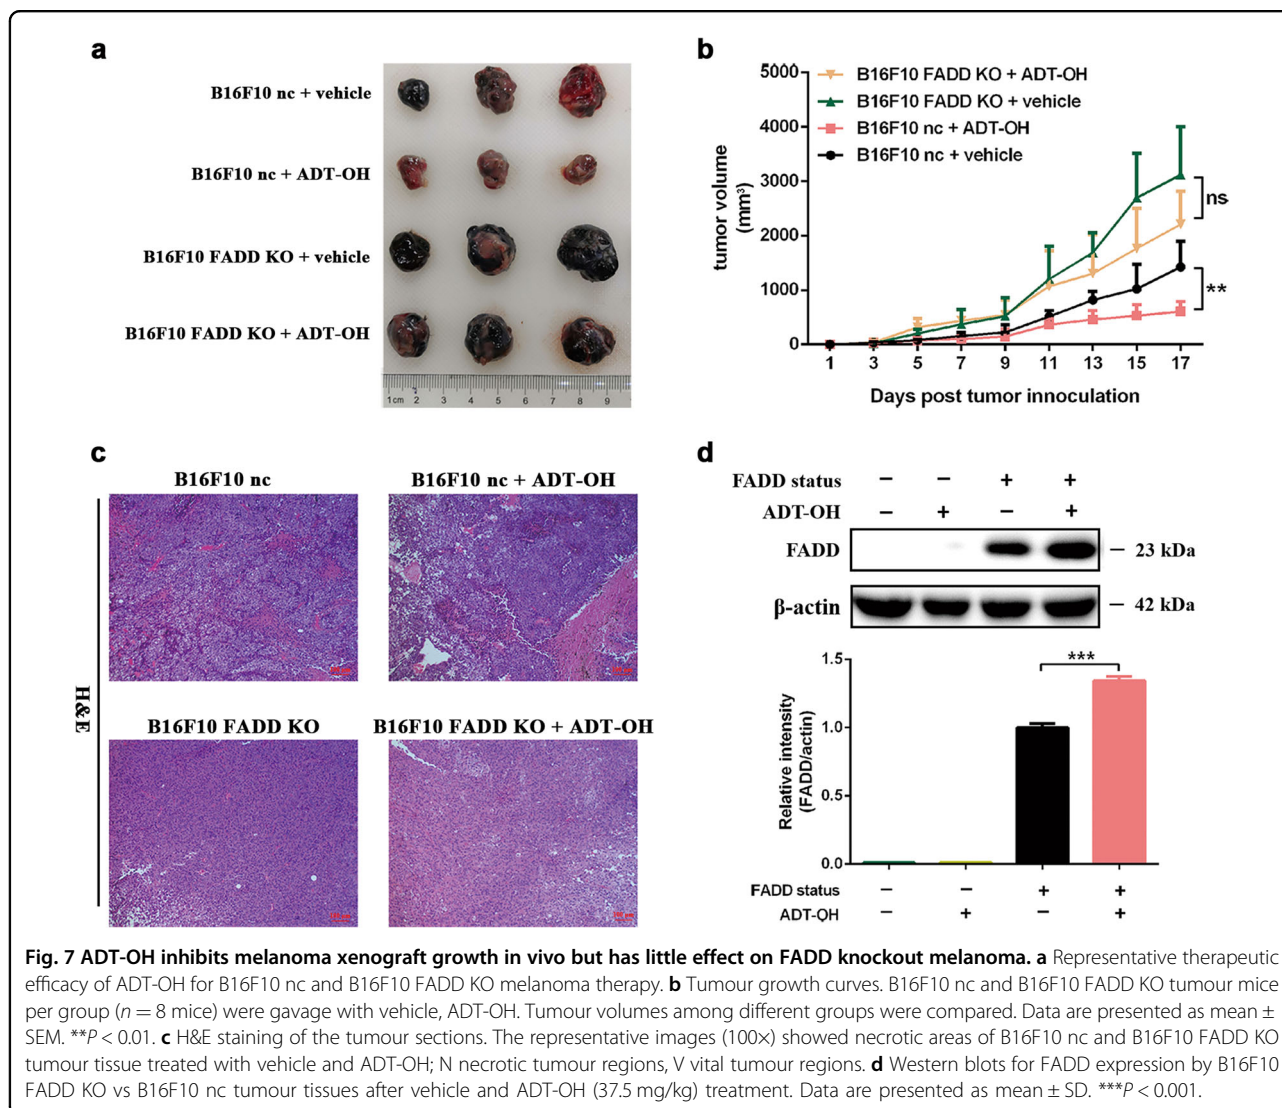 a
B16F10 nc + vehicle
B16F10 nc + ADT-OH
B16F10 FADD KO + vehicle
B16F10 FADD KO + ADT-OH
1cm 2 3 4 5 6 7 8 9
b
B16F10 FADD KO + ADT-OH
B16F10 FADD KO + vehicle
B16F10 nc + ADT-OH
B16F10 nc + vehicle
tumor volume
(mm³)
5000
4000
3000
2000
1000
0
ns
**
1 3 5 7 9 11 13 15 17
Days post tumor innoculation
c
B16F10 nc
B16F10 nc + ADT-OH
H&E
B16F10 FADD KO
B16F10 FADD KO + ADT-OH
d
FADD status – – + +
ADT-OH – + – +
FADD – 23 kDa
β-actin – 42 kDa
Relative intensity
(FADD/actin)
1.5
1.0
0.5
0.0
***
FADD status – – + +
ADT-OH – + – +
Fig. 7 ADT-OH inhibits melanoma xenograft growth in vivo but has little effect on FADD knockout melanoma. a Representative therapeutic
efficacy of ADT-OH for B16F10 nc and B16F10 FADD KO melanoma therapy. b Tumour growth curves. B16F10 nc and B16F10 FADD KO tumour mice
per group (n = 8 mice) were gavage with vehicle, ADT-OH. Tumour volumes among different groups were compared. Data are presented as mean ±
SEM. **P < 0.01. c H&E staining of the tumour sections. The representative images (100×) showed necrotic areas of B16F10 nc and B16F10 FADD KO
tumour tissue treated with vehicle and ADT-OH; N necrotic tumour regions, V vital tumour regions. d Western blots for FADD expression by B16F10
FADD KO vs B16F10 nc tumour tissues after vehicle and ADT-OH (37.5 mg/kg) treatment. Data are presented as mean ± SD. ***P < 0.001.